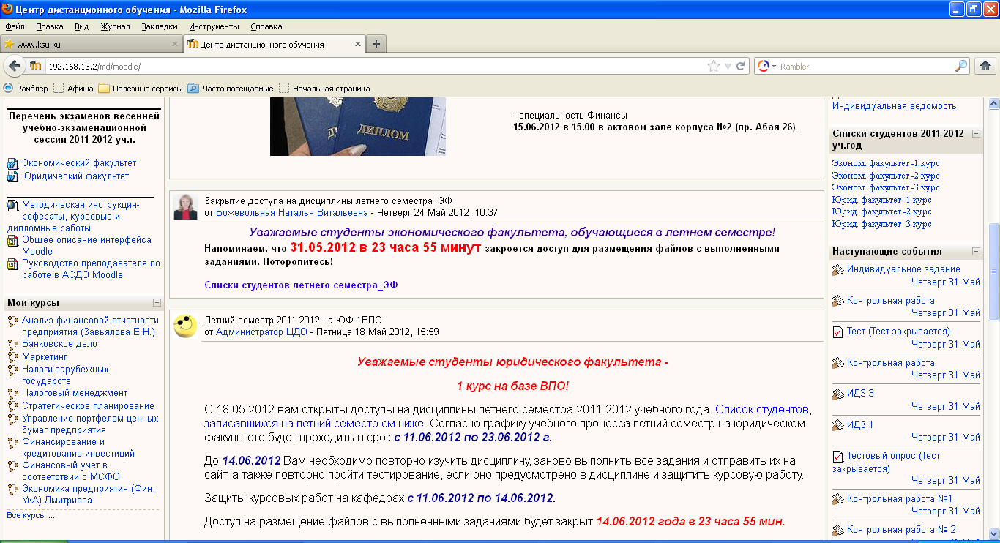 Центр дистанционного обучения - Mozilla Firefox
Файл Правка Вид Журнал Закладки Инструменты Справка
www.ksu.ku
Центр дистанционного обучения
192.168.13.2/md/moodle/
Rambler
Рамблер Афиша Полезные сервисы Часто посещаемые Начальная страница
Перечень экзаменов весенней
учебно-экзаменационной
сессии 2011-2012 уч.г.
Экономический факультет
Юридический факультет
Методическая инструкция-
рефераты, курсовые и
дипломные работы
Общее описание интерфейса
Moodle
Руководство преподавателя по
работе в АСДО Moodle
Мои курсы
Анализ финансовой отчетности
предприятия (Завьялова Е.Н.)
Банковское дело
Маркетинг
Налоги зарубежных
государств
Налоговый менеджмент
Стратегическое планирование
Управление портфелем ценных
бумаг предприятия
Финансирование и
кредитование инвестиций
Финансовый учет в
соответствии с МСФО
Экономика предприятия (Фин,
УиА) Дмитриева
Все курсы ...
ДИПЛОМ
- специальность Финансы
15.06.2012 в 15.00 в актовом зале корпуса №2 (пр. Абая 26).
Закрытие доступа на дисциплины летнего семестра_ЭФ
от Божевольная Наталья Витальевна - Четверг 24 Май 2012, 10:37
Уважаемые студенты экономического факультета, обучающиеся в летнем семестре!
Напоминаем, что 31.05.2012 в 23 часа 55 минут закроется доступ для размещения файлов с выполненными
заданиями. Поторопитесь!
Списки студентов летнего семестра_ЭФ
Летний семестр 2011-2012 на ЮФ 1ВПО
от Администратор ЦДО - Пятница 18 Май 2012, 15:59
Уважаемые студенты юридического факультета -
1 курс на базе ВПО!
С 18.05.2012 вам открыты доступы на дисциплины летнего семестра 2011-2012 учебного года. Список студентов,
записавшихся на летний семестр см.ниже. Согласно графику учебного процесса летний семестр на юридическом
факультете будет проходить в срок с 11.06.2012 по 23.06.2012 г.
До 14.06.2012 Вам необходимо повторно изучить дисциплину, заново выполнить все задания и отправить их на
сайт, а также повторно пройти тестирование, если оно предусмотрено в дисциплине и защитить курсовую работу.
Защиты курсовых работ на кафедрах с 11.06.2012 по 14.06.2012.
Доступ на размещение файлов с выполненными заданиями будет закрыт 14.06.2012 года в 23 часа 55 мин.
Индивидуальная ведомость
Списки студентов 2011-2012
уч.год
Эконом. факультет -1 курс
Эконом. факультет -2 курс
Эконом. факультет -3 курс
Юрид. факультет -1 курс
Юрид. факультет -2 курс
Юрид. факультет -3 курс
Наступающие события
Индивидуальное задание
Четверг 31 Май
Контрольная работа
Четверг 31 Май
Тест (Тест закрывается)
Четверг 31 Май
Контрольная работа
Четверг 31 Май
ИДЗ 3
Четверг 31 Май
ИДЗ 1
Четверг 31 Май
Тестовый опрос (Тест
закрывается)
Четверг 31 Май
Контрольная работа №1
Четверг 31 Май
Контрольная работа № 2